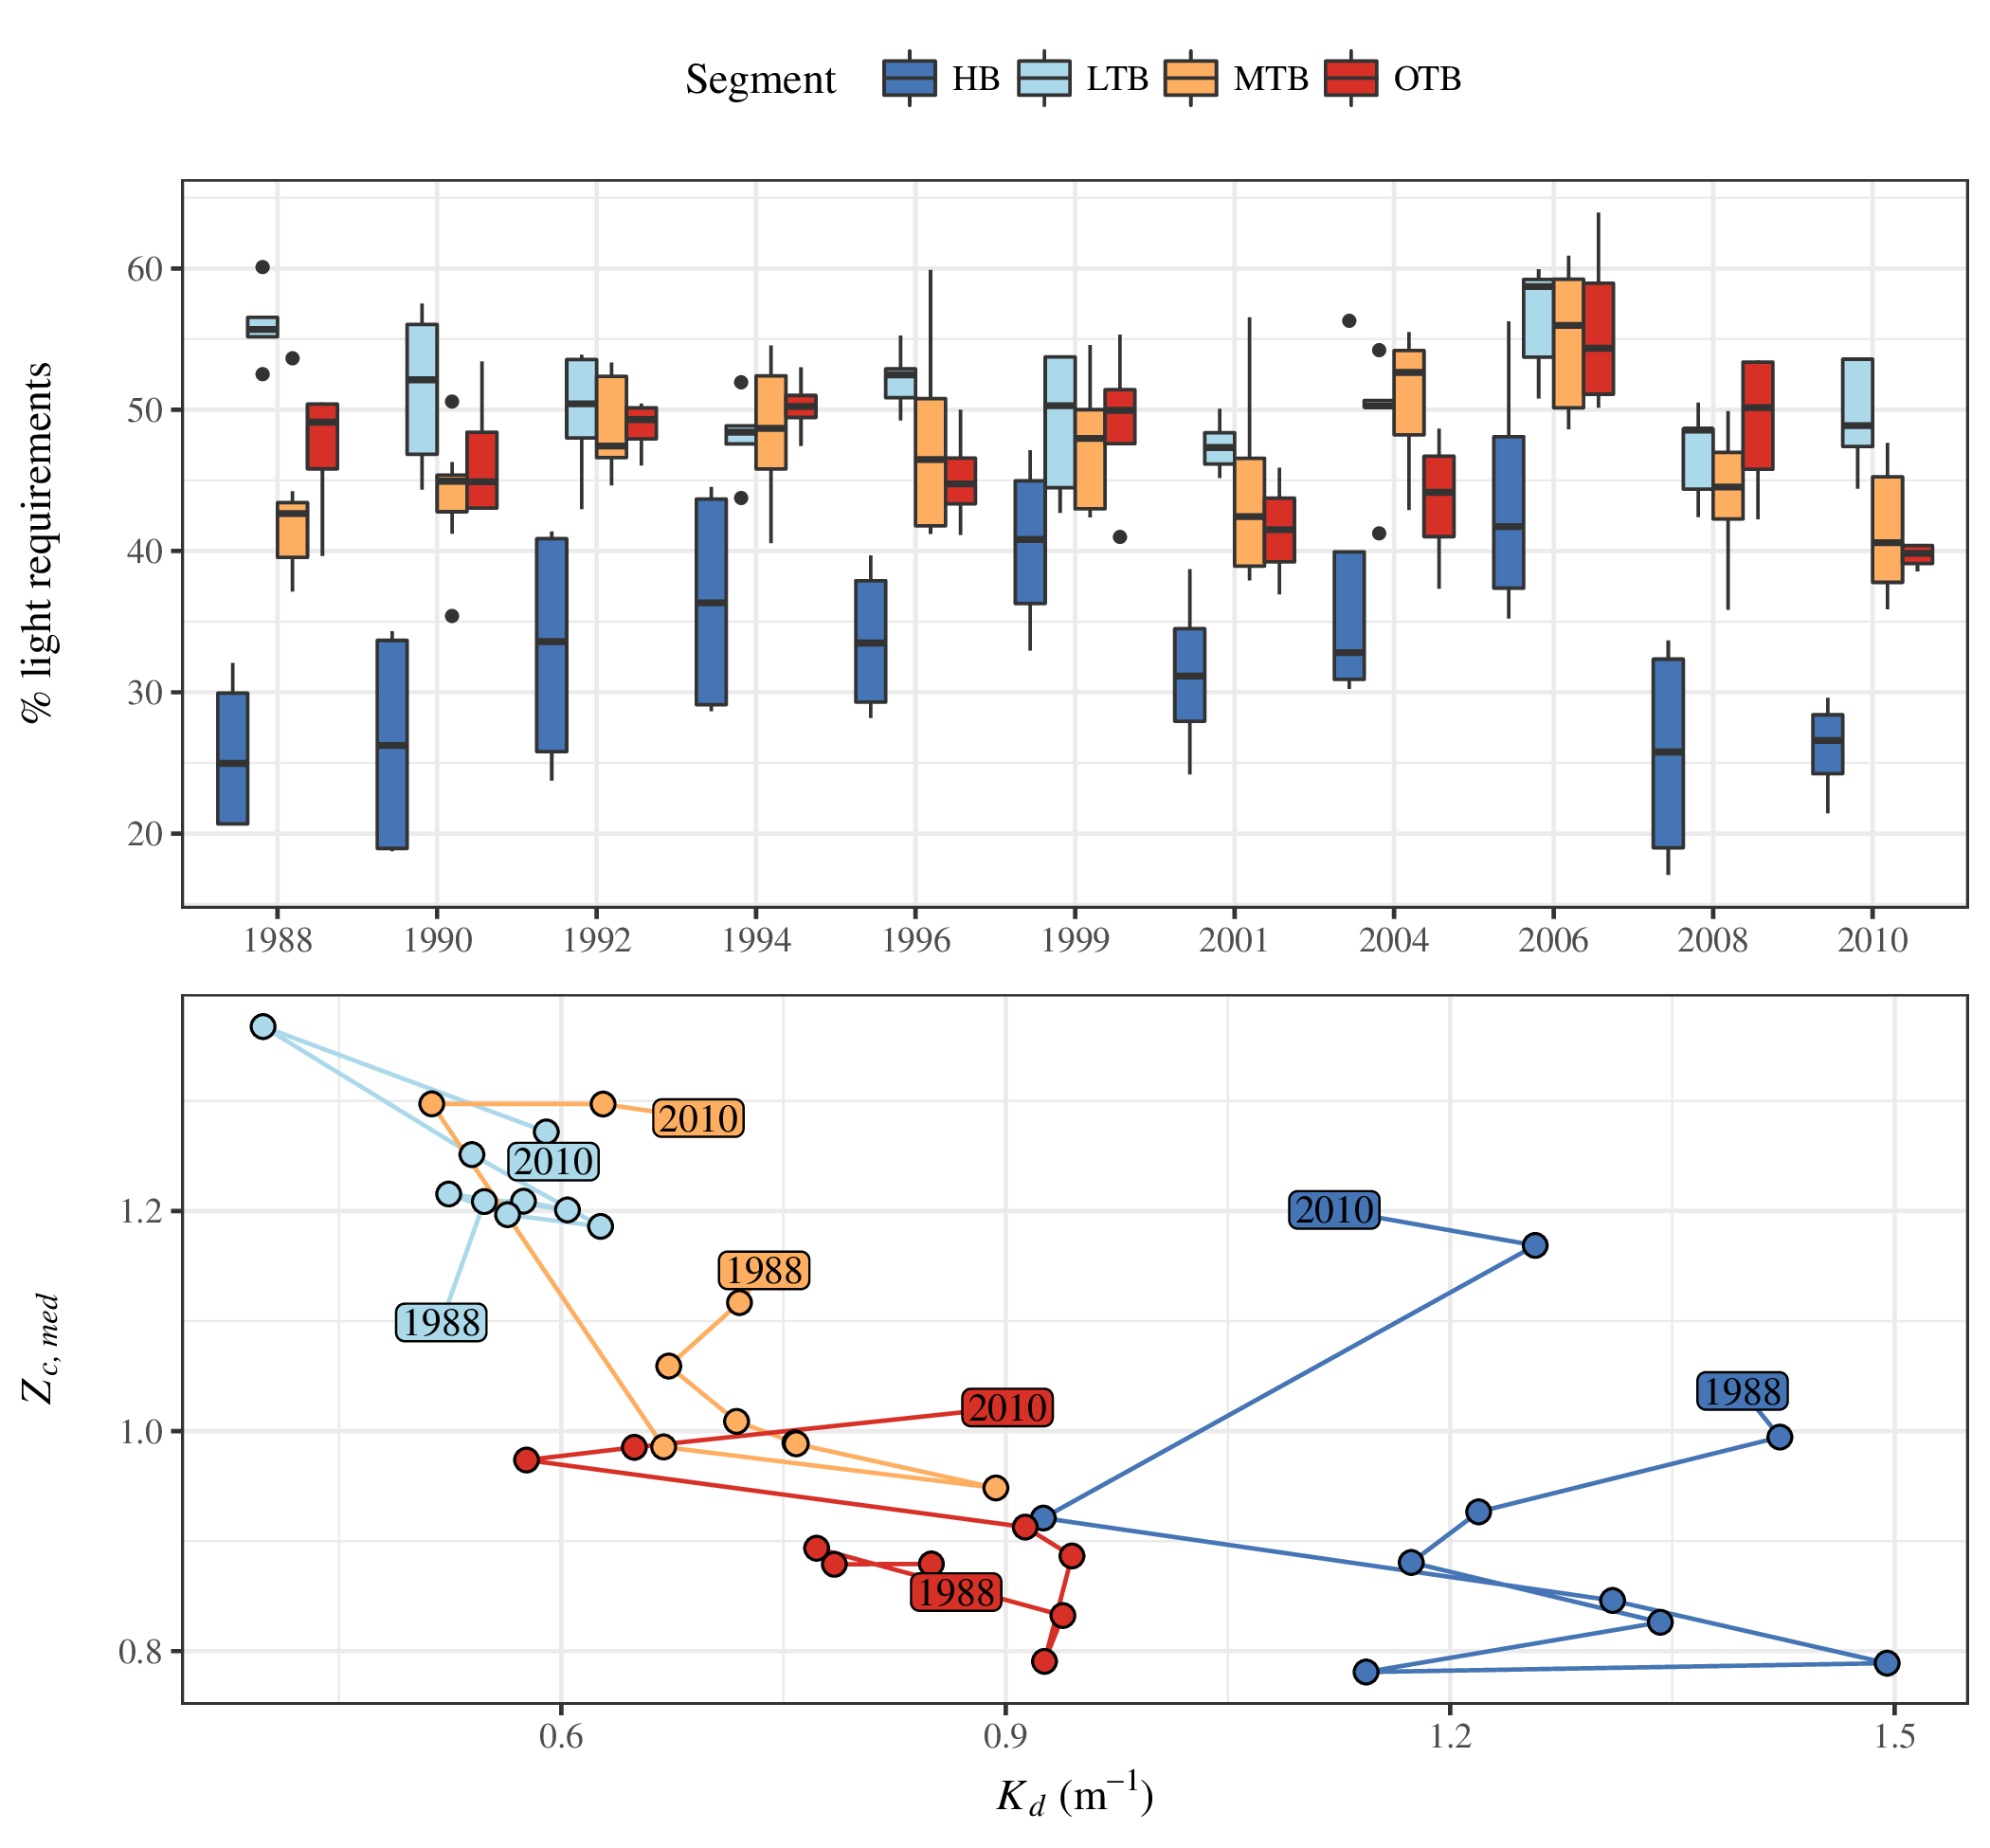 Segment HB LTB MTB OTB
% light requirements
60
50
40
30
20
1988 1990 1992 1994 1996 1999 2001 2004 2006 2008 2010
Z c, med
1.2
1.0
0.8
2010
2010
2010
1988
1988
1988
2010
1988
0.6 0.9 1.2 1.5
K d (m−1)